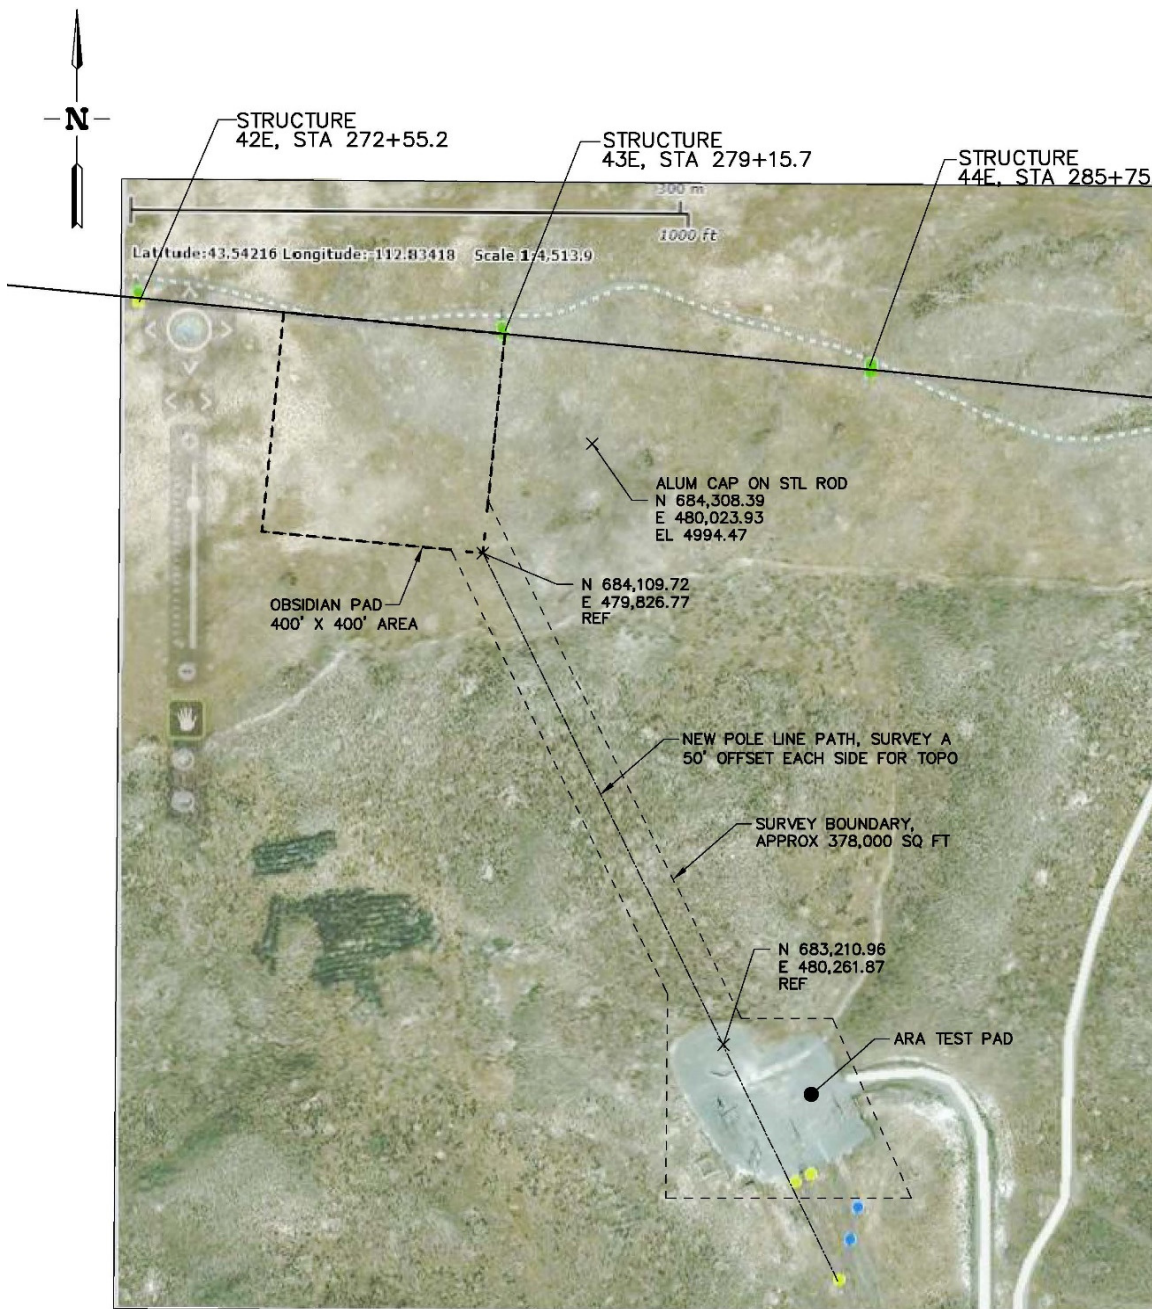 N
STRUCTURE
42E, STA 272+55.2
STRUCTURE
43E, STA 279+15.7
STRUCTURE
44E, STA 285+75
300 m
1000 ft
Latitude:43.54216 Longitude:-112.83418 Scale 1:4,513.9
ALUM CAP ON STL ROD
N 684,308.39
E 480,023.93
EL 4994.47
N 684,109.72
E 479,826.77
REF
OBSIDIAN PAD
400' X 400' AREA
NEW POLE LINE PATH, SURVEY A
50' OFFSET EACH SIDE FOR TOPO
SURVEY BOUNDARY,
APPROX 378,000 SQ FT
N 683,210.96
E 480,261.87
REF
ARA TEST PAD